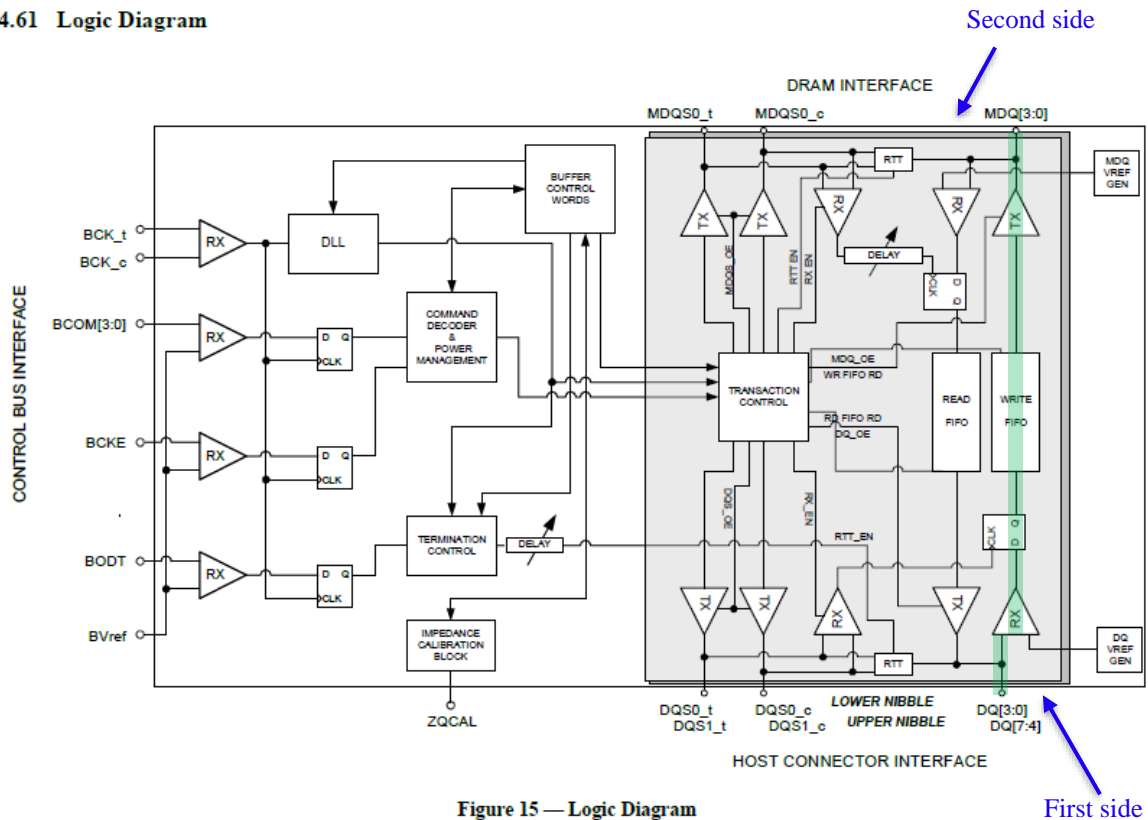 4.61 Logic Diagram
Second side
DRAM INTERFACE
MDQS0_t
MDQS0_c
MDQ[3:0]
BUFFER
CONTROL
WORDS
RTT
MDQ
VREF
GEN
BCK_t
BCK_c
RX
DLL
TX
TX
RX
RX
TX
MDQS_OE
RTT EN
RX EN
DELAY
CLK
D Q
CONTROL BUS INTERFACE
BCOM[3:0]
RX
D Q
CLK
COMMAND
DECODER
&
POWER
MANAGEMENT
TRANSACTION
CONTROL
MDQ_OE
WR FIFO RD
RD FIFO RD
DQ_OE
READ
FIFO
WRITE
FIFO
BCKE
RX
D Q
CLK
DQS_OE
RX_EN
RTT_EN
CLK
D Q
BODT
RX
D Q
CLK
TERMINATION
CONTROL
DELAY
TX
TX
RX
TX
RX
BVref
IMPEDANCE
CALIBRATION
BLOCK
RTT
DQ
VREF
GEN
ZQCAL
DQS0_t
DQS1_t
DQS0_c
DQS1_c
LOWER NIBBLE
UPPER NIBBLE
DQ[3:0]
DQ[7:4]
HOST CONNECTOR INTERFACE
First side
Figure 15 — Logic Diagram